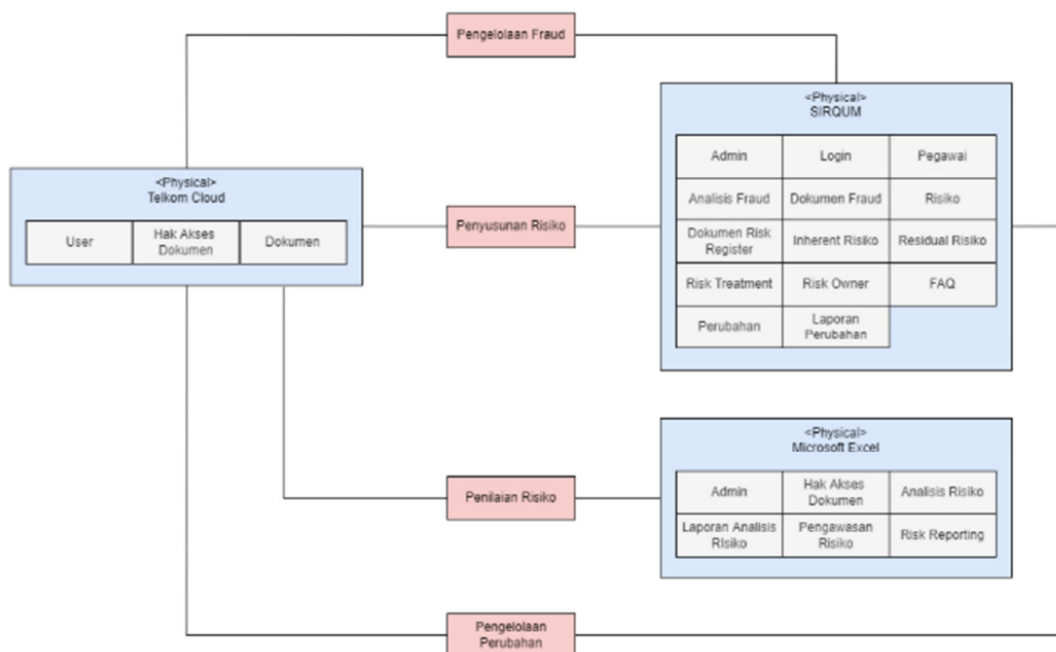 Pengelolaan Fraud
<Physical>
SIRQUM
Admin
Login
Pegawai
Analisis Fraud
Dokumen Fraud
Risiko
Dokumen Risk
Register
Inherent Risiko
Residual Risiko
Risk Treatment
Risk Owner
FAQ
Perubahan
Laporan
Perubahan
<Physical>
Telkom Cloud
User
Hak Akses
Dokumen
Dokumen
Penyusunan Risiko
<Physical>
Microsoft Excel
Admin
Hak Akses
Dokumen
Analisis Risiko
Laporan Analisis
Risiko
Pengawasan
Risiko
Risk Reporting
Penilaian Risiko
Pengelolaan
Perubahan